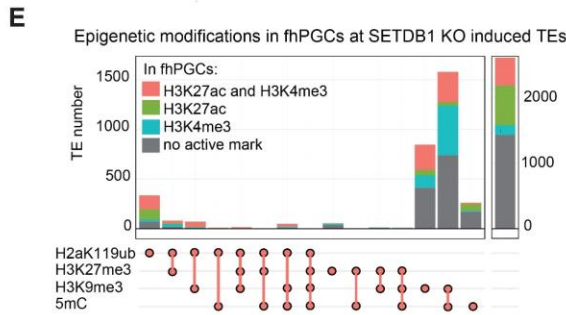 E
Epigenetic modifications in fhPGCs at SETDB1 KO induced TEs
In fhPGCs:
H3K27ac and H3K4me3
H3K27ac
H3K4me3
no active mark
TE number
1500
1000
500
0
2000
1000
0
H2aK119ub
H3K27me3
H3K9me3
5mC